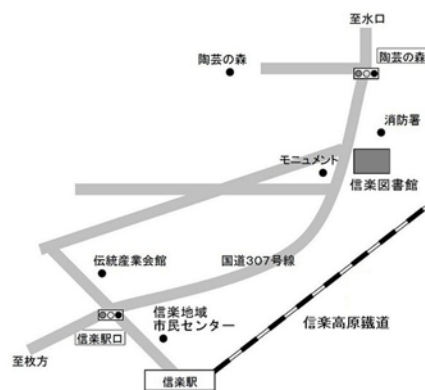 至水口
陶芸の森
陶芸の森
消防署
モニュメント
信楽図書館
伝統産業会館
国道307号線
信楽地域
市民センター
信楽高原鐵道
信楽駅口
至枚方
信楽駅